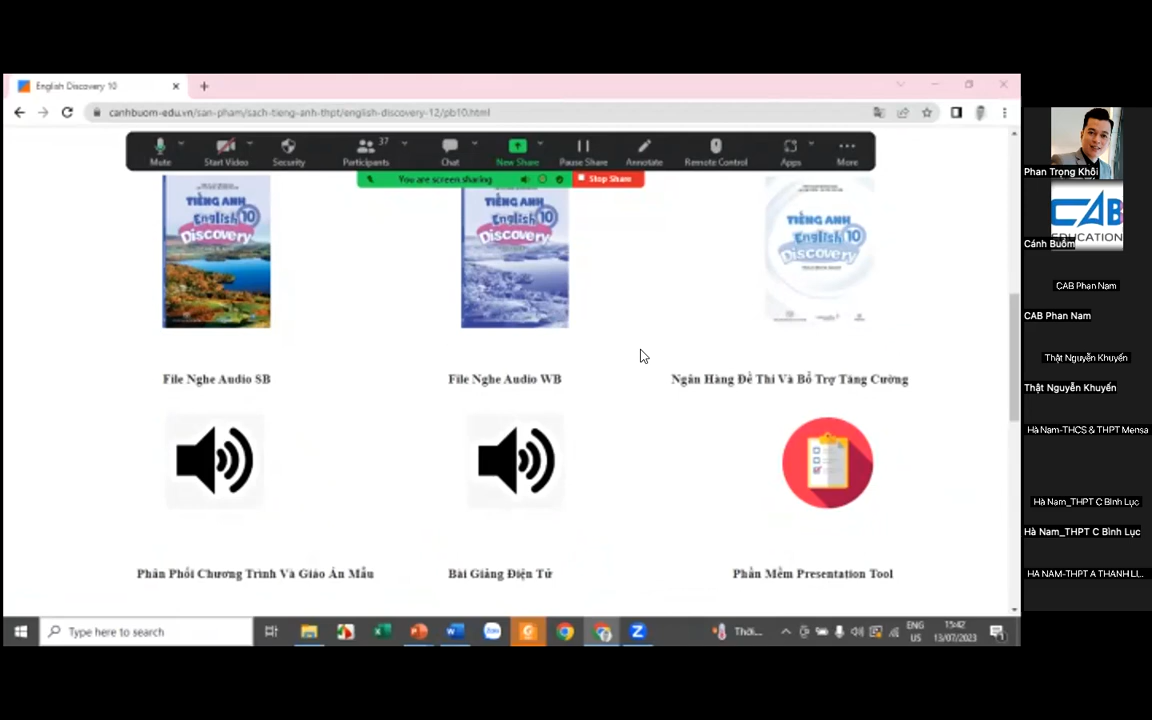 English Discovery 10
canhbuom-edu.vn/san-pham/sach-tieng-anh-thpt/english-discovery-12/pb10.html
Mute
Start Video
Security
Participants
37
Chat
New Share
Pause Share
Annotate
Remote Control
Apps
More
You are screen sharing
Stop Share
TIẾNG ANH
English 10
Discovery
TIẾNG ANH
English 10
Discovery
TIẾNG ANH
English 10
Discovery
File Nghe Audio SB
File Nghe Audio WB
Ngân Hàng Đề Thi Và Bổ Trợ Tăng Cường
Phân Phối Chương Trình Và Giáo Án Mẫu
Bài Giảng Điện Tử
Phần Mềm Presentation Tool
Type here to search
Thời...
ENG
US
15:42
13/07/2023
Phan Trọng Khôi
CAB
EDUCATION
Cánh Buồm
CAB Phan Nam
CAB Phan Nam
Thật Nguyễn Khuyến
Thật Nguyễn Khuyến
Hà Nam-THCS & THPT Mensa
Hà Nam_THPT C Bình Lục
Hà Nam_THPT C Bình Lục
HA NAM-THPT A THANH LI...